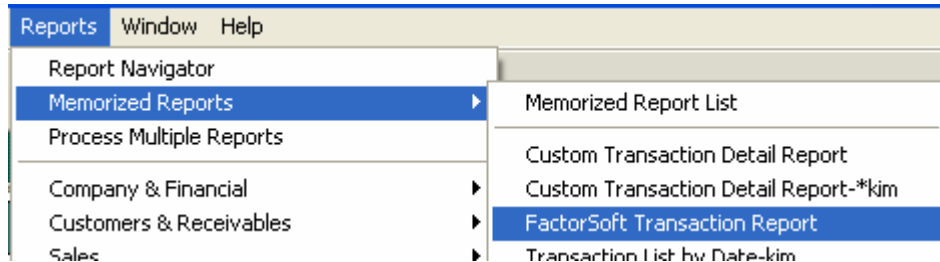 Reports Window Help
Report Navigator
Memorized Reports
Process Multiple Reports
Company & Financial
Customers & Receivables
Sales
Memorized Report List
Custom Transaction Detail Report
Custom Transaction Detail Report-*kim
FactorSoft Transaction Report
Transaction List by Date-kim